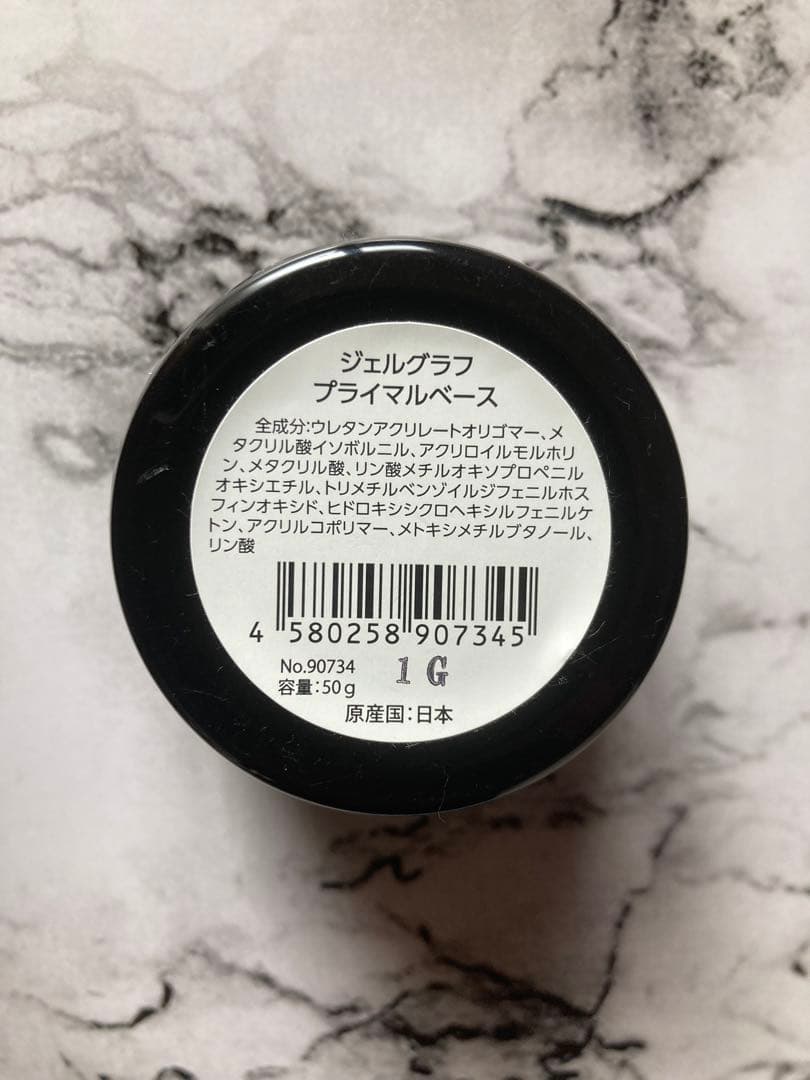 ジェルグラフ
プライマルベース
全成分:ウレタンアクリレートオリゴマー、メ
タクリル酸イソボルニル、アクリロイルモルホリ
ン、メタクリル酸、リン酸メチルオキソプロペニル
オキシエチル、トリメチルベンゾイルジフェニルホス
フィンオキシド、ヒドロキシシクロヘキシルフェニルケ
トン、アクリルコポリマー、メトキシメチルブタノール、
リン酸
4 580258 907345
No.90734 1 G
容量:50g
原産国:日本